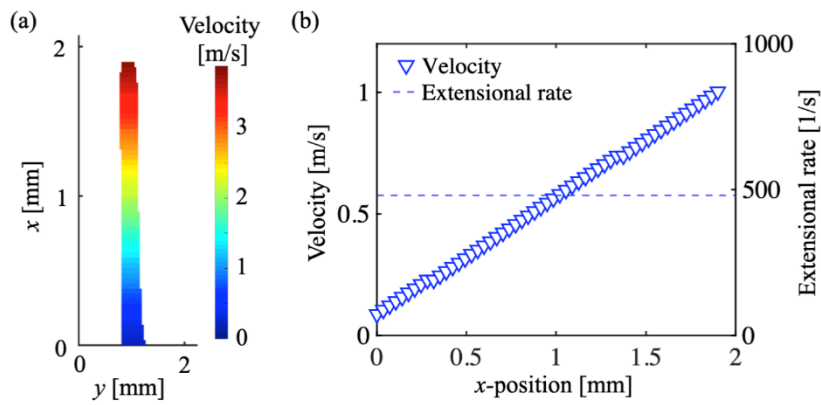 (a)
Velocity
[m/s]
2
1
0
x [mm]
0
2
y [mm]
3
2
1
0
(b)
Velocity
Extensional rate
1
0.5
0
Velocity [m/s]
1000
500
0
Extensional rate [1/s]
0
0.5
1
1.5
2
x-position [mm]